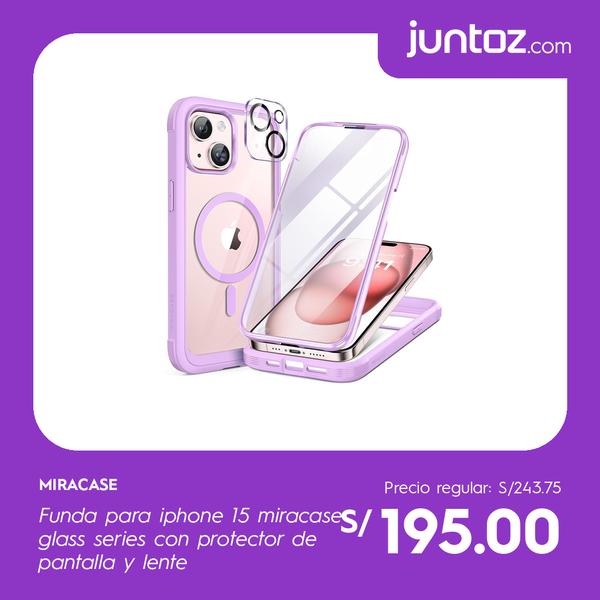 juntoz.com
MIRACASE
Precio regular: S/243.75
Funda para iphone 15 miracase
glass series con protector de
pantalla y lente
S/195.00